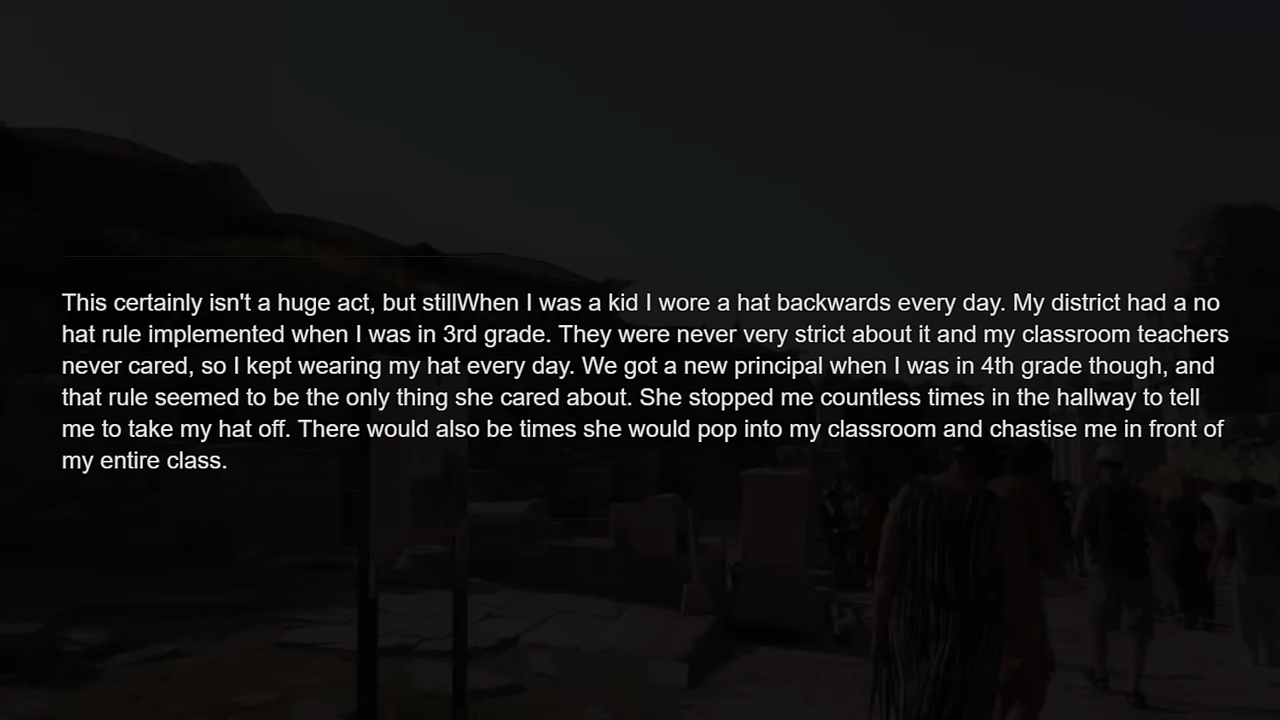 This certainly isn't a huge act, but stillWhen I was a kid I wore a hat backwards every day. My district had a no
hat rule implemented when I was in 3rd grade. They were never very strict about it and my classroom teachers
never cared, so I kept wearing my hat every day. We got a new principal when I was in 4th grade though, and
that rule seemed to be the only thing she cared about. She stopped me countless times in the hallway to tell
me to take my hat off. There would also be times she would pop into my classroom and chastise me in front of
my entire class.